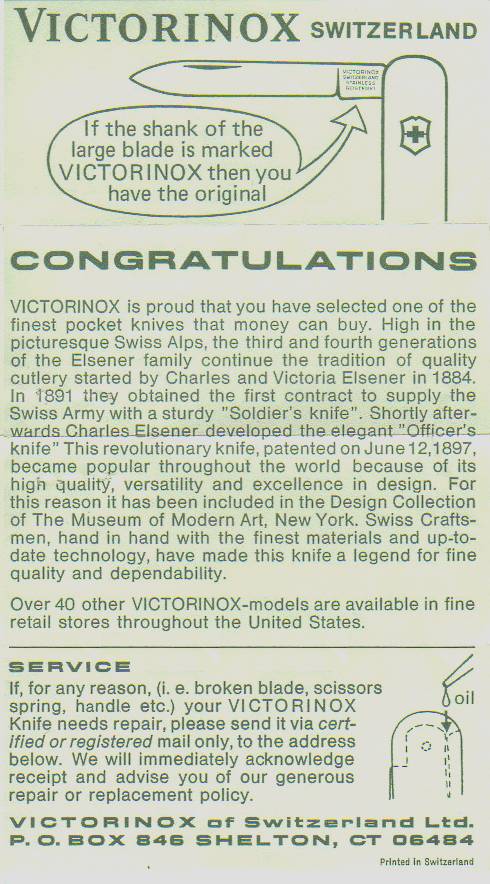 VICTORINOX SWITZERLAND
VICTORINOX
SWITZERLAND
STAINLESS
ROSTFREI
If the shank of the
large blade is marked
VICTORINOX then you
have the original
CONGRATULATIONS
VICTORINOX is proud that you have selected one of the
finest pocket knives that money can buy. High in the
picturesque Swiss Alps, the third and fourth generations
of the Elsener family continue the tradition of quality
cutlery started by Charles and Victoria Elsener in 1884.
In 1891 they obtained the first contract to supply the
Swiss Army with a sturdy "Soldier's knife". Shortly after-
wards Charles Elsener developed the elegant "Officer's
knife" This revolutionary knife, patented on June 12,1897,
became popular throughout the world because of its
high quality, versatility and excellence in design. For
this reason it has been included in the Design Collection
of The Museum of Modern Art, New York. Swiss Crafts-
men, hand in hand with the finest materials and up-to-
date technology, have made this knife a legend for fine
quality and dependability.
Over 40 other VICTORINOX-models are available in fine
retail stores throughout the United States.
SERVICE
If, for any reason, (i. e. broken blade, scissors
spring, handle etc.) your VICTORINOX
Knife needs repair, please send it via cert-
ified or registered mail only, to the address
below. We will immediately acknowledge
receipt and advise you of our generous
repair or replacement policy.
oil
VICTORINOX of Switzerland Ltd.
P. O. BOX 846 SHELTON, CT 06484
Printed in Switzerland